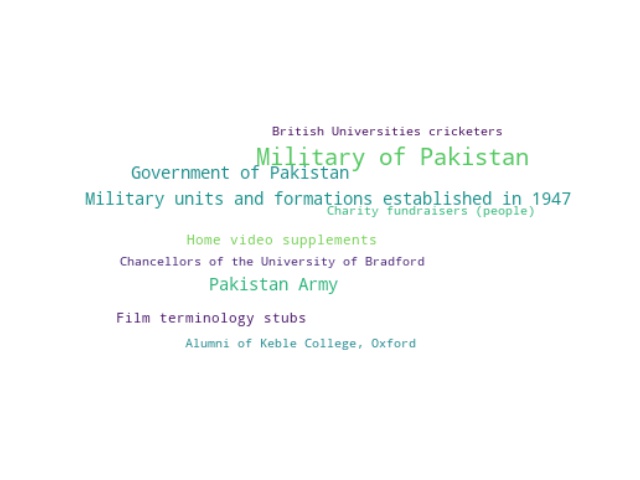 British Universities cricketers
Military of Pakistan
Government of Pakistan
Military units and formations established in 1947
Charity fundraisers (people)
Home video supplements
Chancellors of the University of Bradford
Pakistan Army
Film terminology stubs
Alumni of Keble College, Oxford